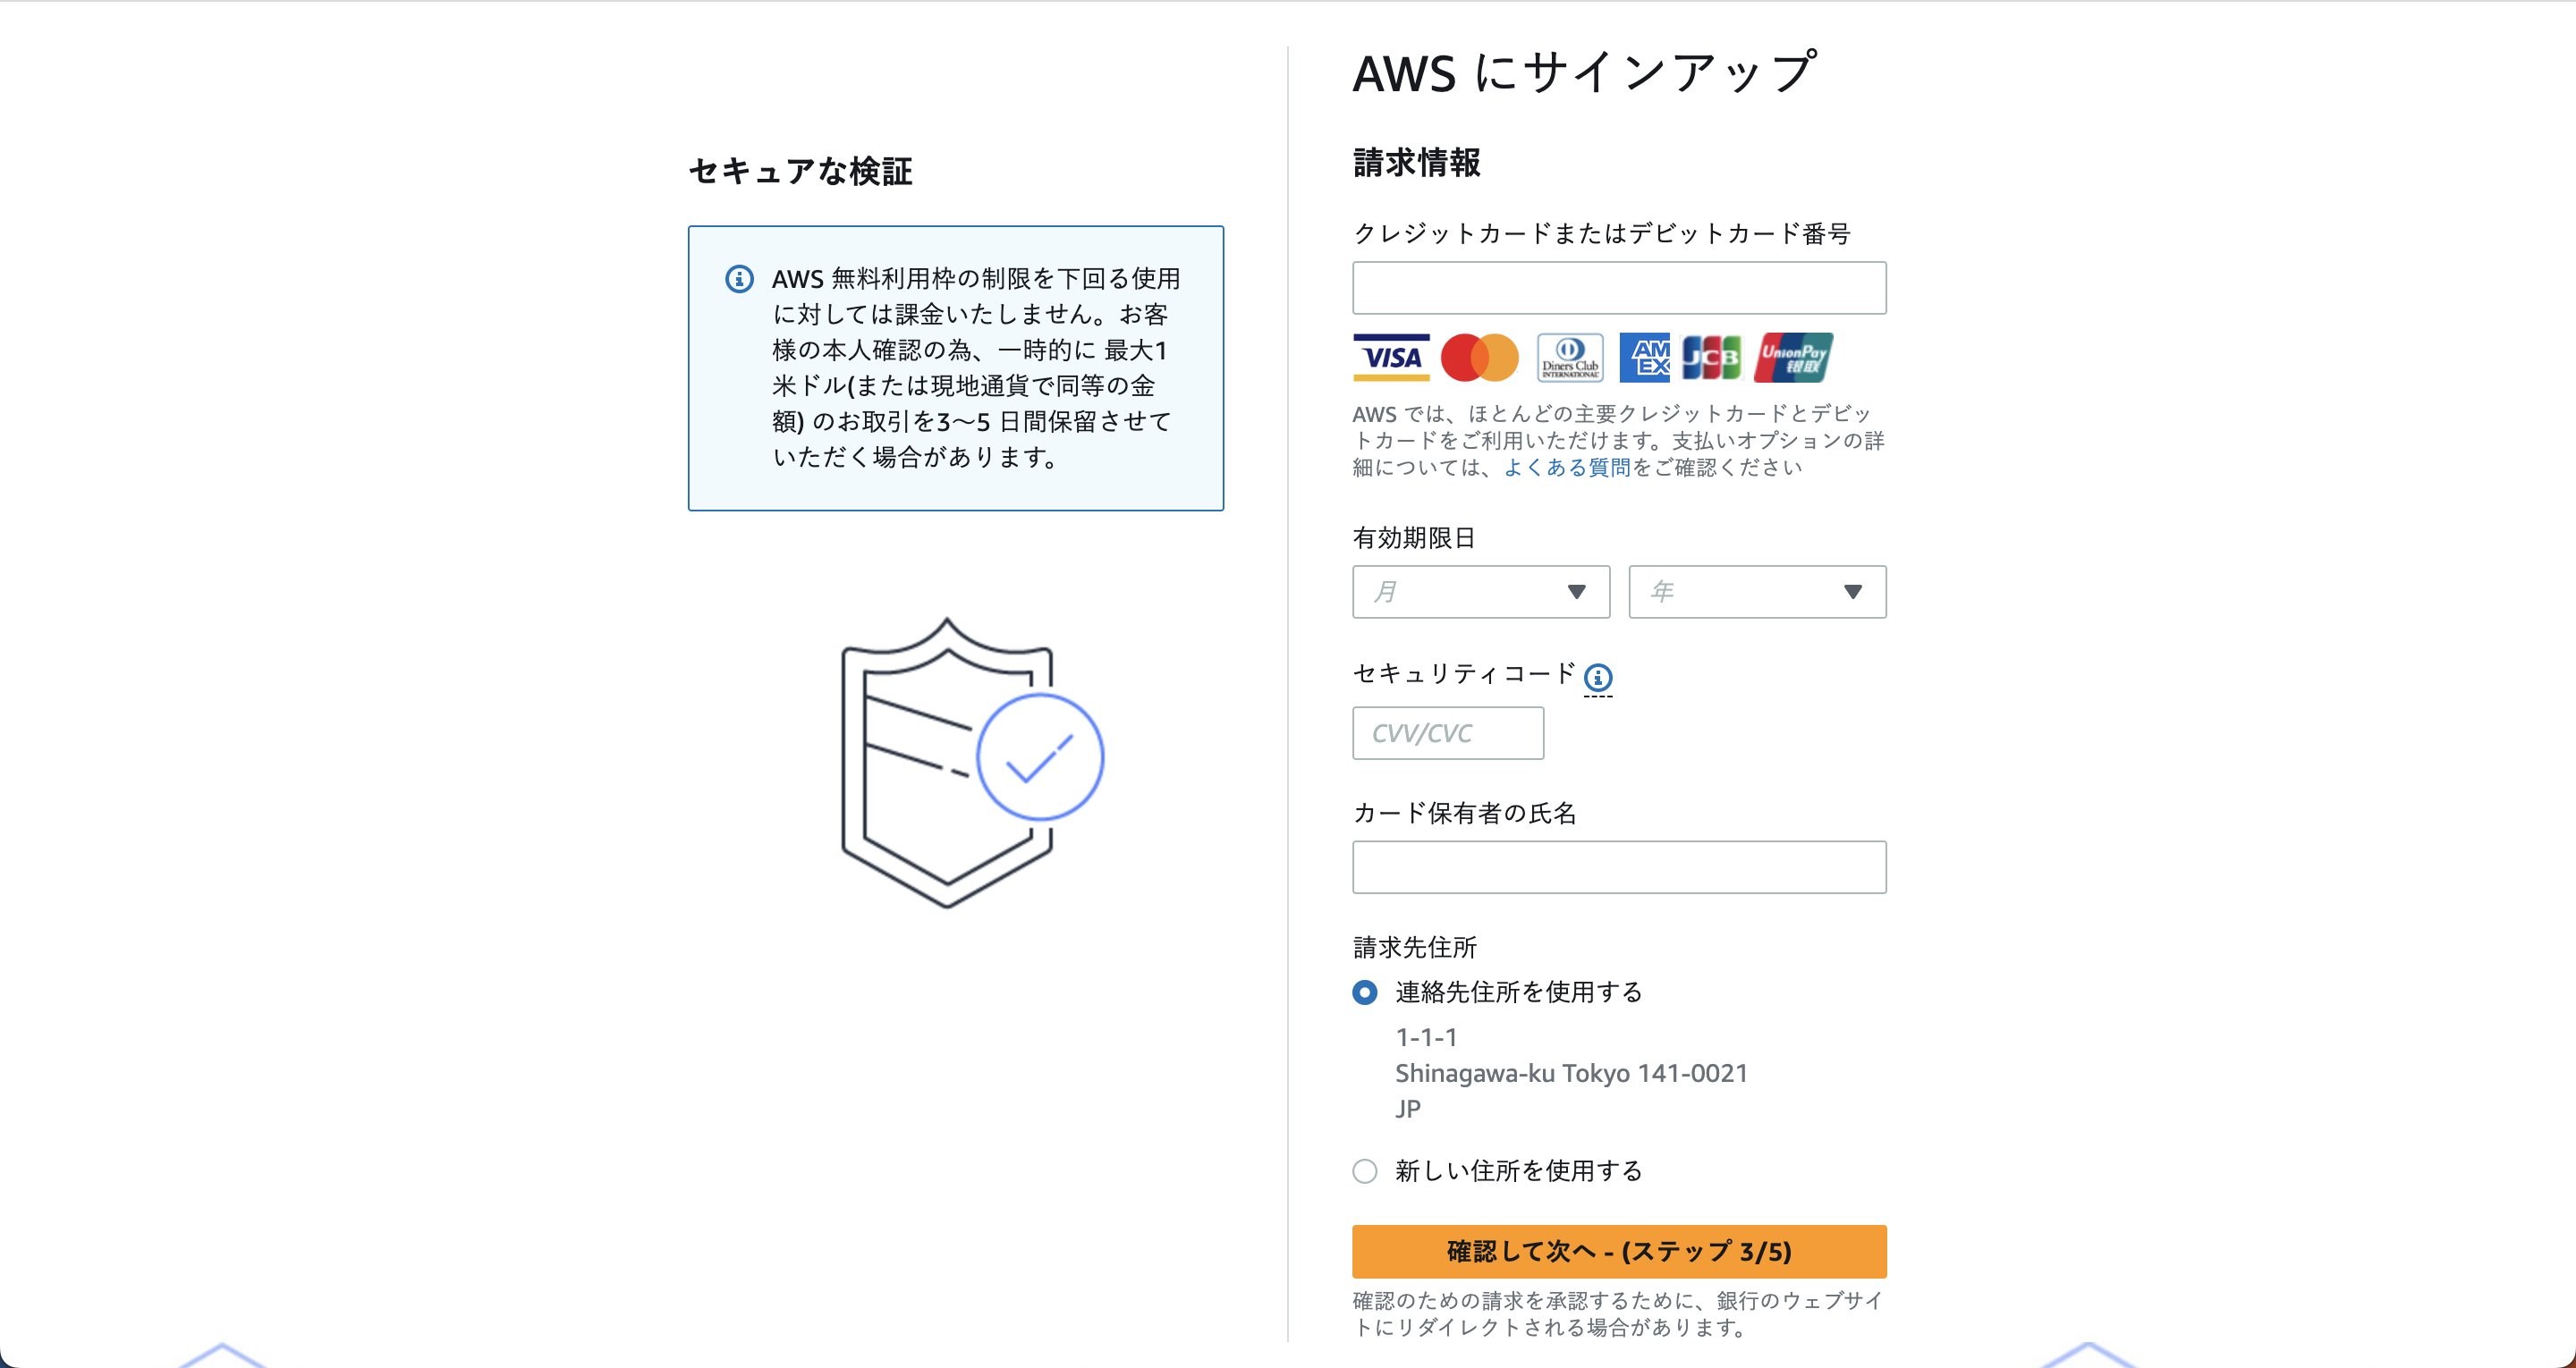 セキュアな検証
AWS 無料利用枠の制限を下回る使用
に対しては課金いたしません。お客
様の本人確認の為、一時的に 最大1
米ドル(または現地通貨で同等の金
額) のお取引を3～5 日間保留させて
いただく場合があります。
AWS にサインアップ
請求情報
クレジットカードまたはデビットカード番号
VISA
Diners Club
INTERNATIONAL
AM
EX
JCB
UnionPay
银联
AWS では、ほとんどの主要クレジットカードとデビッ
トカードをご利用いただけます。支払いオプションの詳
細については、よくある質問をご確認ください
有効期限日
月
年
セキュリティコード
CVV/CVC
カード保有者の氏名
請求先住所
連絡先住所を使用する
1-1-1
Shinagawa-ku Tokyo 141-0021
JP
新しい住所を使用する
確認して次へ - (ステップ 3/5)
確認のための請求を承認するために、銀行のウェブサイ
トにリダイレクトされる場合があります。